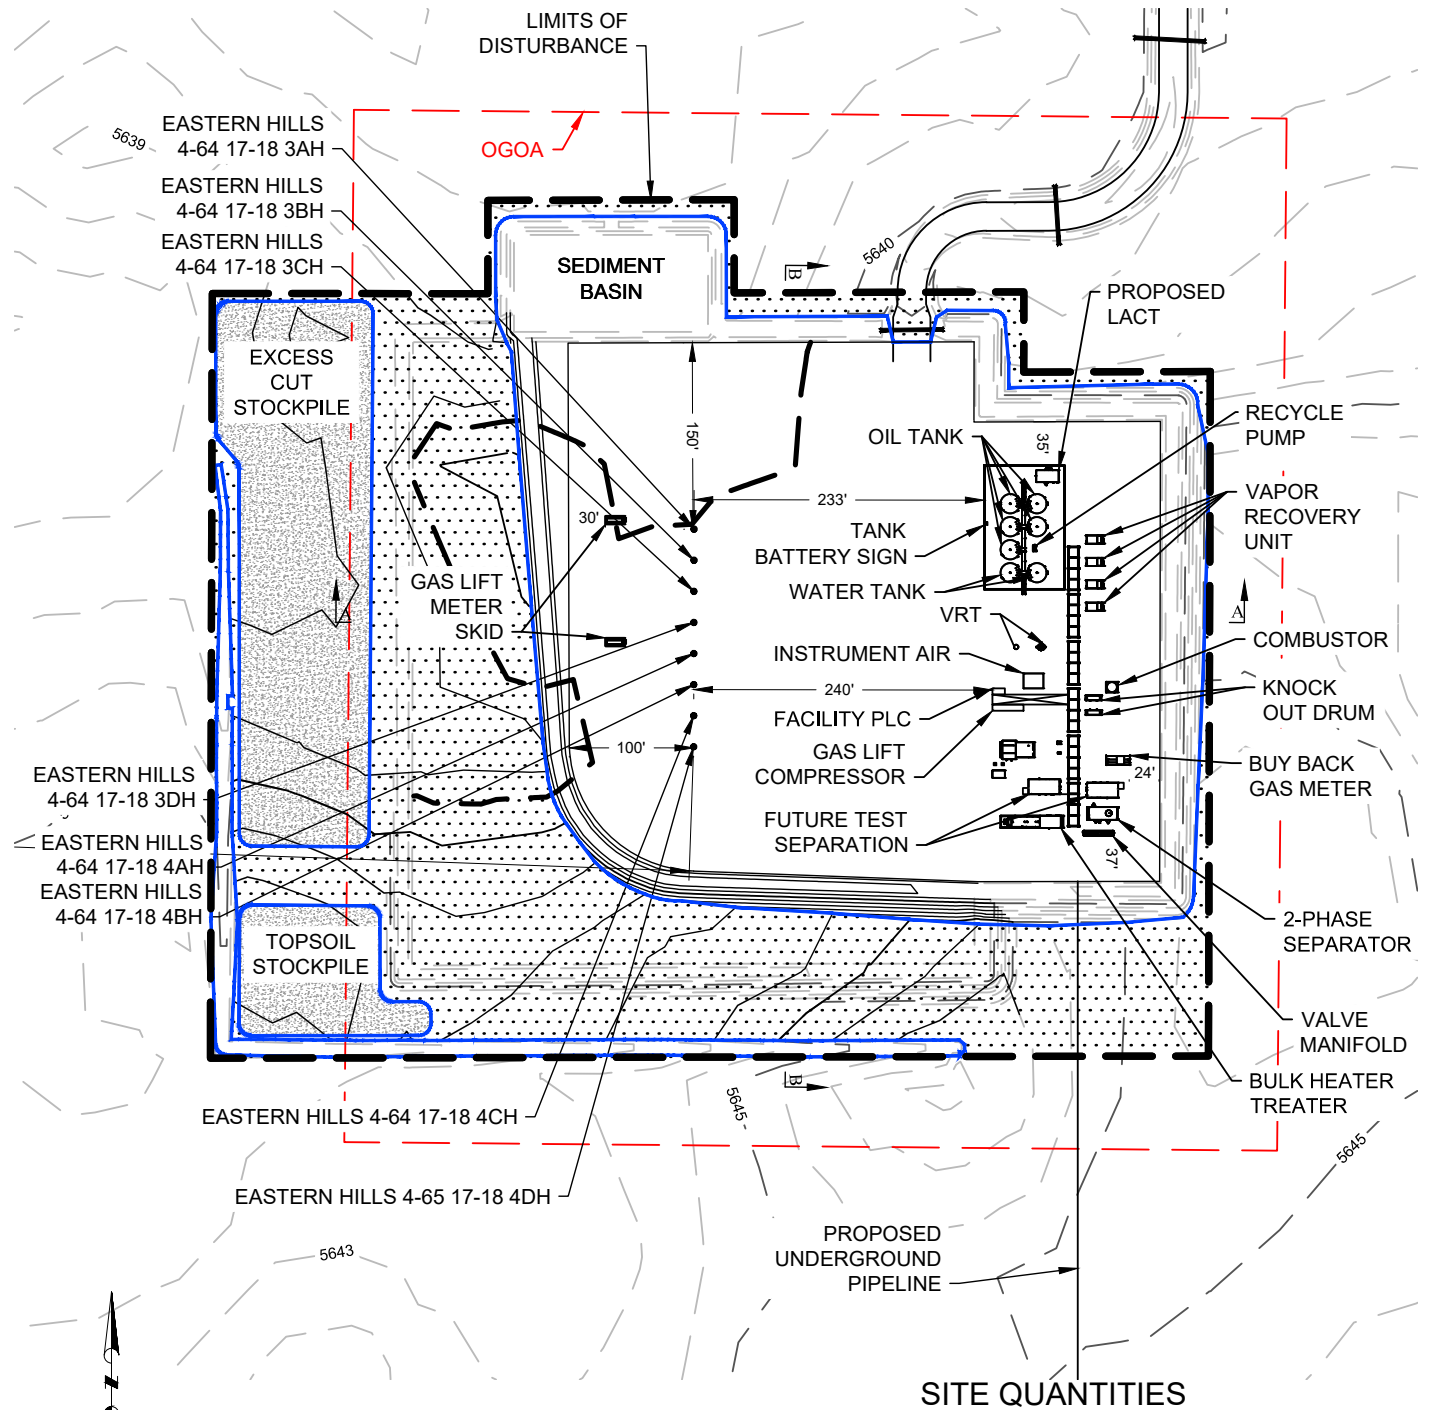 LIMITS OF
DISTURBANCE
EASTERN HILLS
4-64 17-18 3AH
5639
OGOA
EASTERN HILLS
4-64 17-18 3BH
EASTERN HILLS
4-64 17-18 3CH
5640
SEDIMENT
BASIN
B
PROPOSED
LACT
EXCESS
CUT
STOCKPILE
RECYCLE
PUMP
150'
OIL TANK
35'
233'
VAPOR
RECOVERY
UNIT
30'
TANK
BATTERY SIGN
GAS LIFT
METER
SKID
WATER TANK
A
A
VRT
COMBUSTOR
INSTRUMENT AIR
240'
KNOCK
OUT DRUM
FACILITY PLC
100'
GAS LIFT
COMPRESSOR
BUY BACK
GAS METER
24'
EASTERN HILLS
4-64 17-18 3DH
FUTURE TEST
SEPARATION
EASTERN HILLS
4-64 17-18 4AH
37'
EASTERN HILLS
4-64 17-18 4BH
2-PHASE
SEPARATOR
TOPSOIL
STOCKPILE
VALVE
MANIFOLD
B
BULK HEATER
TREATER
5645
EASTERN HILLS 4-64 17-18 4CH
5645
EASTERN HILLS 4-65 17-18 4DH
PROPOSED
UNDERGROUND
PIPELINE
5643
SITE QUANTITIES